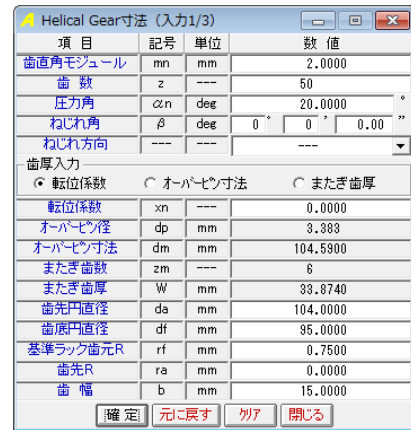 Helical Gear寸法（入力1/3）
項 目 記号 単位 数 値
歯直角モジュール mn mm 2.0000
歯 数 z --- 50
圧力角 αn deg 20.0000 °
ねじれ角 β deg 0 ° 0 ' 0.00 "
ねじれ方向 --- --- ---
歯厚入力
転位係数 オーバーピン寸法 またぎ歯厚
転位係数 xn --- 0.0000
オーバーピン径 dp mm 3.383
オーバーピン寸法 dm mm 104.5900
またぎ歯数 zm --- 6
またぎ歯厚 W mm 33.8740
歯先円直径 da mm 104.0000
歯底円直径 df mm 95.0000
基準ラック歯元R rf mm 0.7500
歯先R ra mm 0.0000
歯 幅 b mm 15.0000
確 定 元に戻す クリア 閉じる